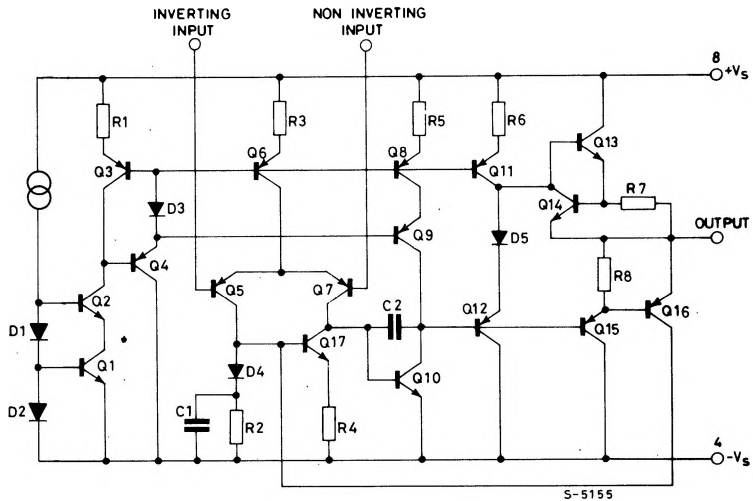 INVERTING
INPUT
NON INVERTING
INPUT
8
+Vs
R1
R3
R5
R6
Q13
Q3
Q6
Q8
Q11
R7
D3
Q14
OUTPUT
Q4
Q9
D5
R8
Q5
Q7
Q2
C2
Q12
Q15
Q16
D1
Q17
Q1
D4
Q10
D2
C1
R2
R4
4
-Vs
S-5155